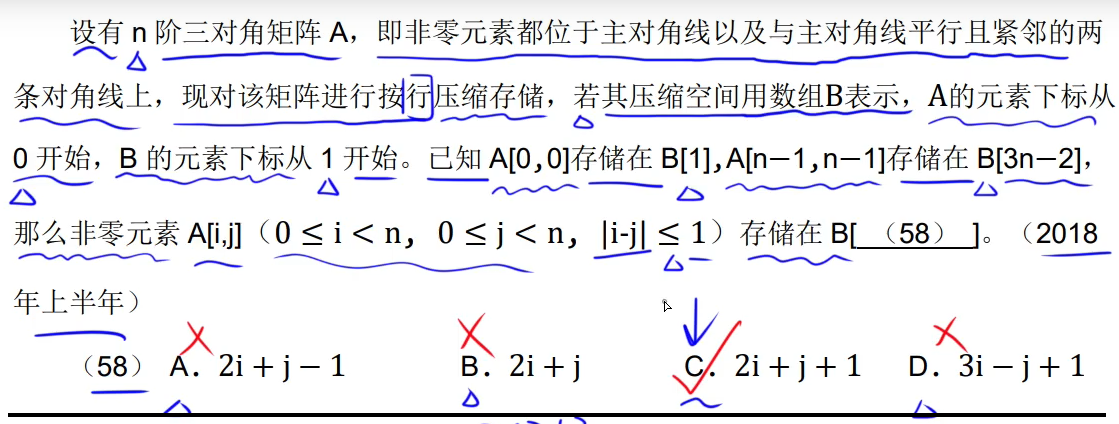 设有 n 阶三对角矩阵 A，即非零元素都位于主对角线以及与主对角线平行且紧邻的两
条对角线上，现对该矩阵进行按行压缩存储，若其压缩空间用数组B表示，A的元素下标从
0 开始，B 的元素下标从 1 开始。已知 A[0,0]存储在 B[1],A[n−1,n−1]存储在 B[3n−2]，
那么非零元素 A[i,j]（0 ≤ i < n，0 ≤ j < n，|i-j| ≤ 1）存储在 B[ （58） ]。（2018
年上半年）
（58） A. 2i + j − 1 B. 2i + j C. 2i + j + 1 D. 3i − j + 1